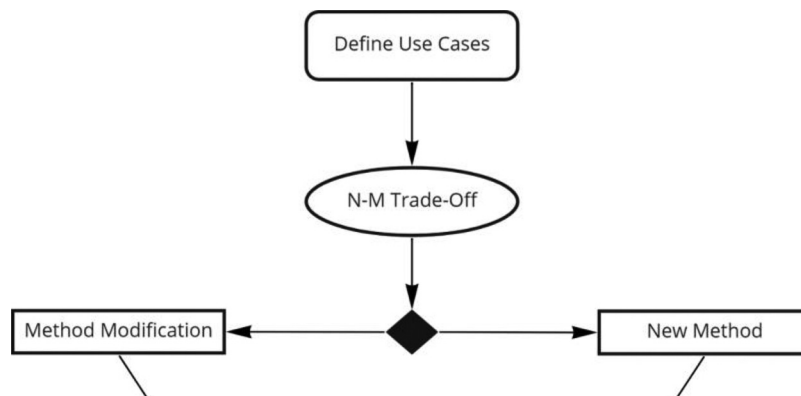 Define Use Cases
N-M Trade-Off
Method Modification
New Method